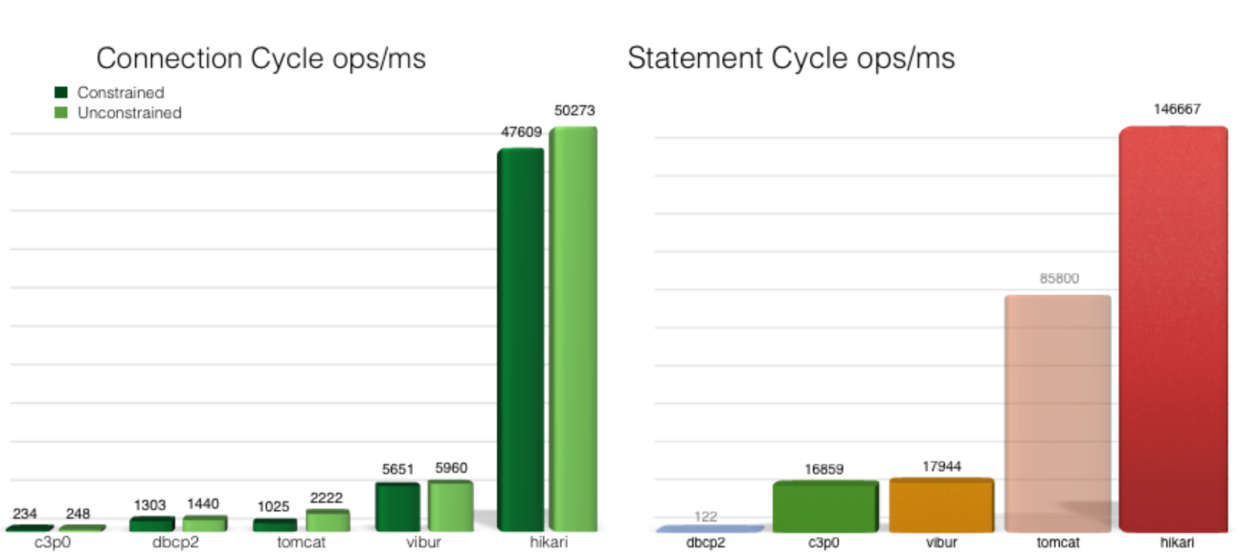 Connection Cycle ops/ms
Constrained
Unconstrained
50273
47609
5651 5960
234 248 1303 1440 1025 2222
c3p0 dbcp2 tomcat vibur hikari
Statement Cycle ops/ms
146667
85800
16859 17944
122
dbcp2 c3p0 vibur tomcat hikari